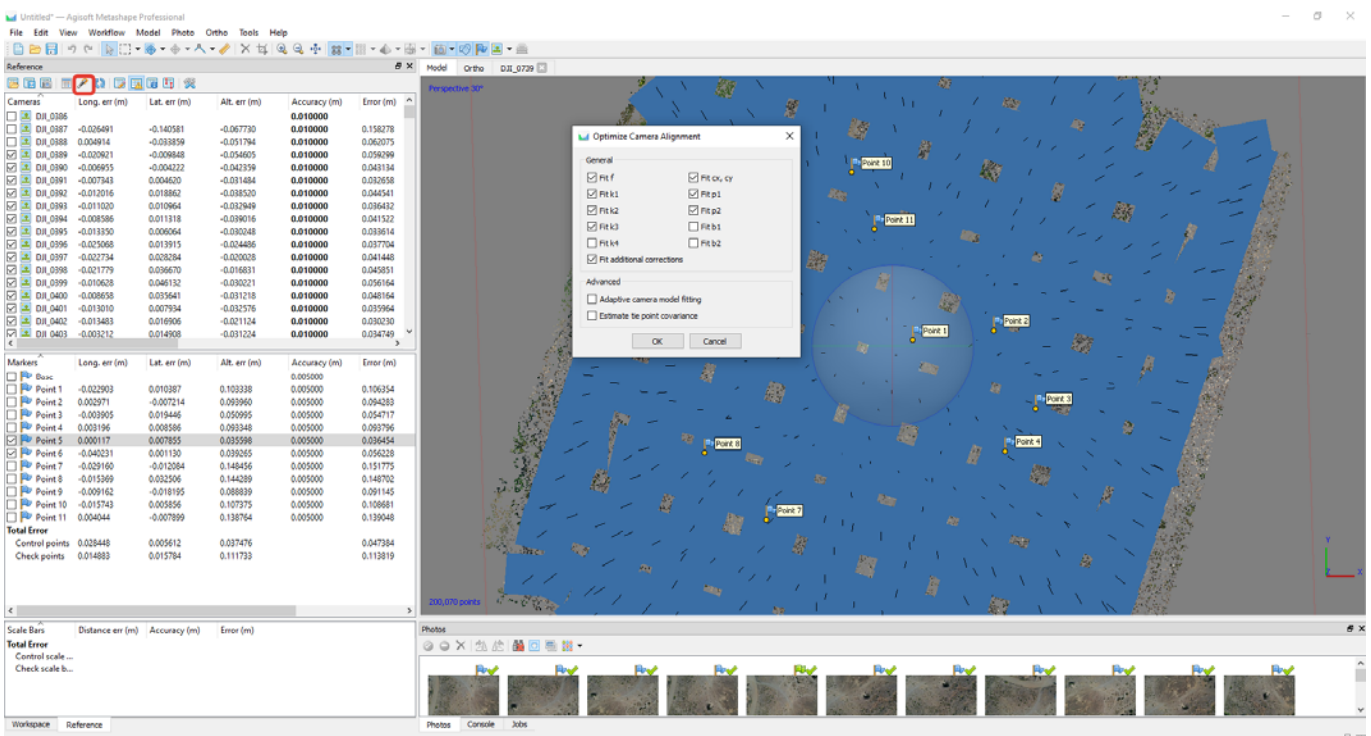 Untitled* — Agisoft Metashape Professional
File Edit View Workflow Model Photo Ortho Tools Help
Reference
Cameras Long. err (m) Lat. err (m) Alt. err (m) Accuracy (m) Error (m)
DJI_0386 0.010000
DJI_0387 -0.026491 -0.140581 -0.067730 0.010000 0.158278
DJI_0388 0.004914 -0.033859 -0.051794 0.010000 0.062075
DJI_0389 -0.020921 -0.009848 -0.054605 0.010000 0.059299
DJI_0390 -0.006955 -0.004222 -0.042359 0.010000 0.043134
DJI_0391 -0.007343 0.004620 -0.031484 0.010000 0.032658
DJI_0392 -0.012016 0.018862 -0.038520 0.010000 0.044541
DJI_0393 -0.011020 0.010964 -0.032949 0.010000 0.036432
DJI_0394 -0.008586 0.011318 -0.039016 0.010000 0.041522
DJI_0395 -0.013350 0.006064 -0.030248 0.010000 0.033614
DJI_0396 -0.025068 0.013915 -0.024486 0.010000 0.037704
DJI_0397 -0.022734 0.028284 -0.020028 0.010000 0.041448
DJI_0398 -0.021779 0.036670 -0.016831 0.010000 0.045851
DJI_0399 -0.010628 0.046132 -0.030221 0.010000 0.056164
DJI_0400 -0.008658 0.035641 -0.031218 0.010000 0.048164
DJI_0401 -0.013010 0.007934 -0.032576 0.010000 0.035964
DJI_0402 -0.013483 0.016906 -0.021124 0.010000 0.030230
DJI_0403 -0.003212 0.014908 -0.031224 0.010000 0.034749
Markers Long. err (m) Lat. err (m) Alt. err (m) Accuracy (m) Error (m)
Base 0.005000
Point 1 -0.022903 0.010387 0.103338 0.005000 0.106354
Point 2 0.002971 -0.007214 0.093960 0.005000 0.094283
Point 3 -0.003905 0.019446 0.050995 0.005000 0.054717
Point 4 0.003196 0.008586 0.093348 0.005000 0.093796
Point 5 0.000117 0.007855 0.035598 0.005000 0.036454
Point 6 -0.040231 0.001130 0.039265 0.005000 0.056228
Point 7 -0.029160 -0.012084 0.148456 0.005000 0.151775
Point 8 -0.015369 0.032506 0.144289 0.005000 0.148702
Point 9 -0.009162 -0.018195 0.088839 0.005000 0.091145
Point 10 -0.015743 0.005856 0.107375 0.005000 0.108681
Point 11 0.004044 -0.007899 0.138764 0.005000 0.139048
Total Error
Control points 0.028448 0.005612 0.037476 0.047384
Check points 0.014883 0.015784 0.111733 0.113819
Scale Bars Distance err (m) Accuracy (m) Error (m)
Total Error
Control scale ...
Check scale b...
Workspace Reference
Model Ortho DJI_0739
Perspective 30°
Optimize Camera Alignment
General
Fit f Fit cx, cy
Fit k1 Fit p1
Fit k2 Fit p2
Fit k3 Fit b1
Fit k4 Fit b2
Fit additional corrections
Advanced
Adaptive camera model fitting
Estimate tie point covariance
OK Cancel
Point 10
Point 11
Point 2
Point 1
Point 3
Point 4
Point 8
Point 7
Y
Z X
200,070 points
Photos
Photos Console Jobs